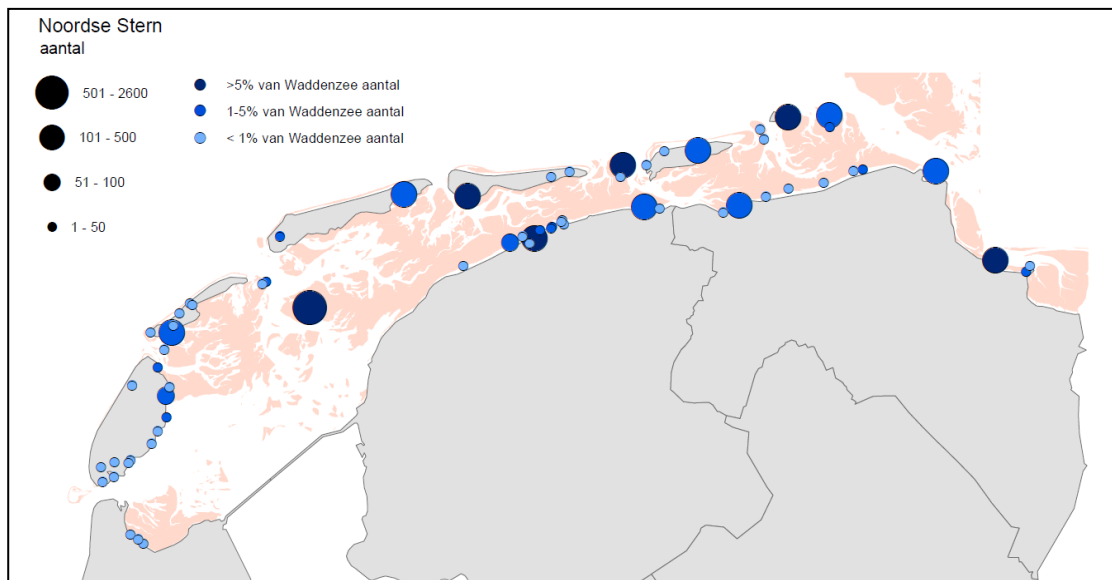 Noordse Stern
aantal
501 - 2600
101 - 500
51 - 100
1 - 50
>5% van Waddenzee aantal
1-5% van Waddenzee aantal
< 1% van Waddenzee aantal